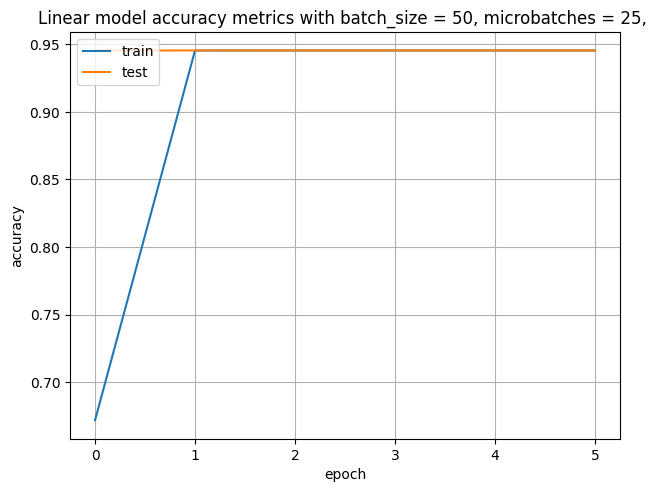 Linear model accuracy metrics with batch_size = 50, microbatches = 25,
train
test
0.95
0.90
0.85
0.80
0.75
0.70
accuracy
0 1 2 3 4 5
epoch